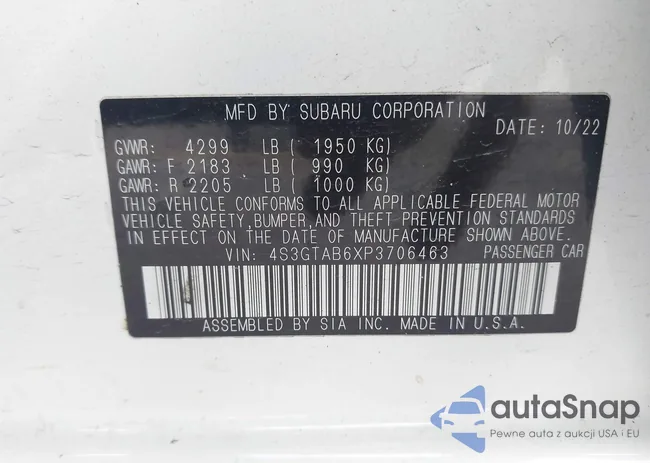 MFD BY: SUBARU CORPORATION
DATE: 10/22
GVWR: 4299 LB ( 1950 KG)
GAWR: F 2183 LB ( 990 KG)
GAWR: R 2205 LB ( 1000 KG)
THIS VEHICLE CONFORMS TO ALL APPLICABLE FEDERAL MOTOR
VEHICLE SAFETY, BUMPER, AND THEFT PREVENTION STANDARDS
IN EFFECT ON THE DATE OF MANUFACTURE SHOWN ABOVE.
VIN: 4S3GTAB6XP3706463 PASSENGER CAR
ASSEMBLED BY SIA INC. MADE IN U.S.A.
autoSnap
Pewne auta z aukcji USA i EU